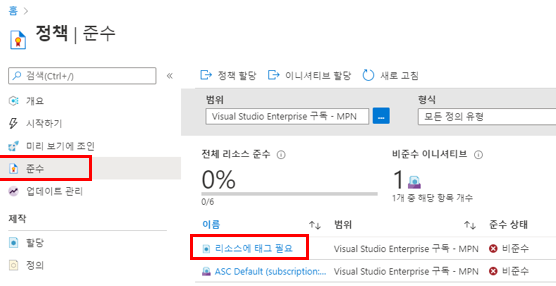 홈 >
정책 | 준수
검색(Ctrl+/)
«
개요
시작하기
미리 보기에 조인
준수
업데이트 관리
제작
할당
정의
정책 할당
이니셔티브 할당
새로 고침
범위
Visual Studio Enterprise 구독 - MPN
...
형식
모든 정의 유형
전체 리소스 준수
0%
0/6
비준수 이니셔티브
1
1개 중 해당 항목 개수
이름 ↑↓ 범위 ↑↓ 준수 상태
리소스에 태그 필요 Visual Studio Enterprise 구독 - MPN 비준수
ASC Default (subscription:... Visual Studio Enterprise 구독 - MPN 비준수